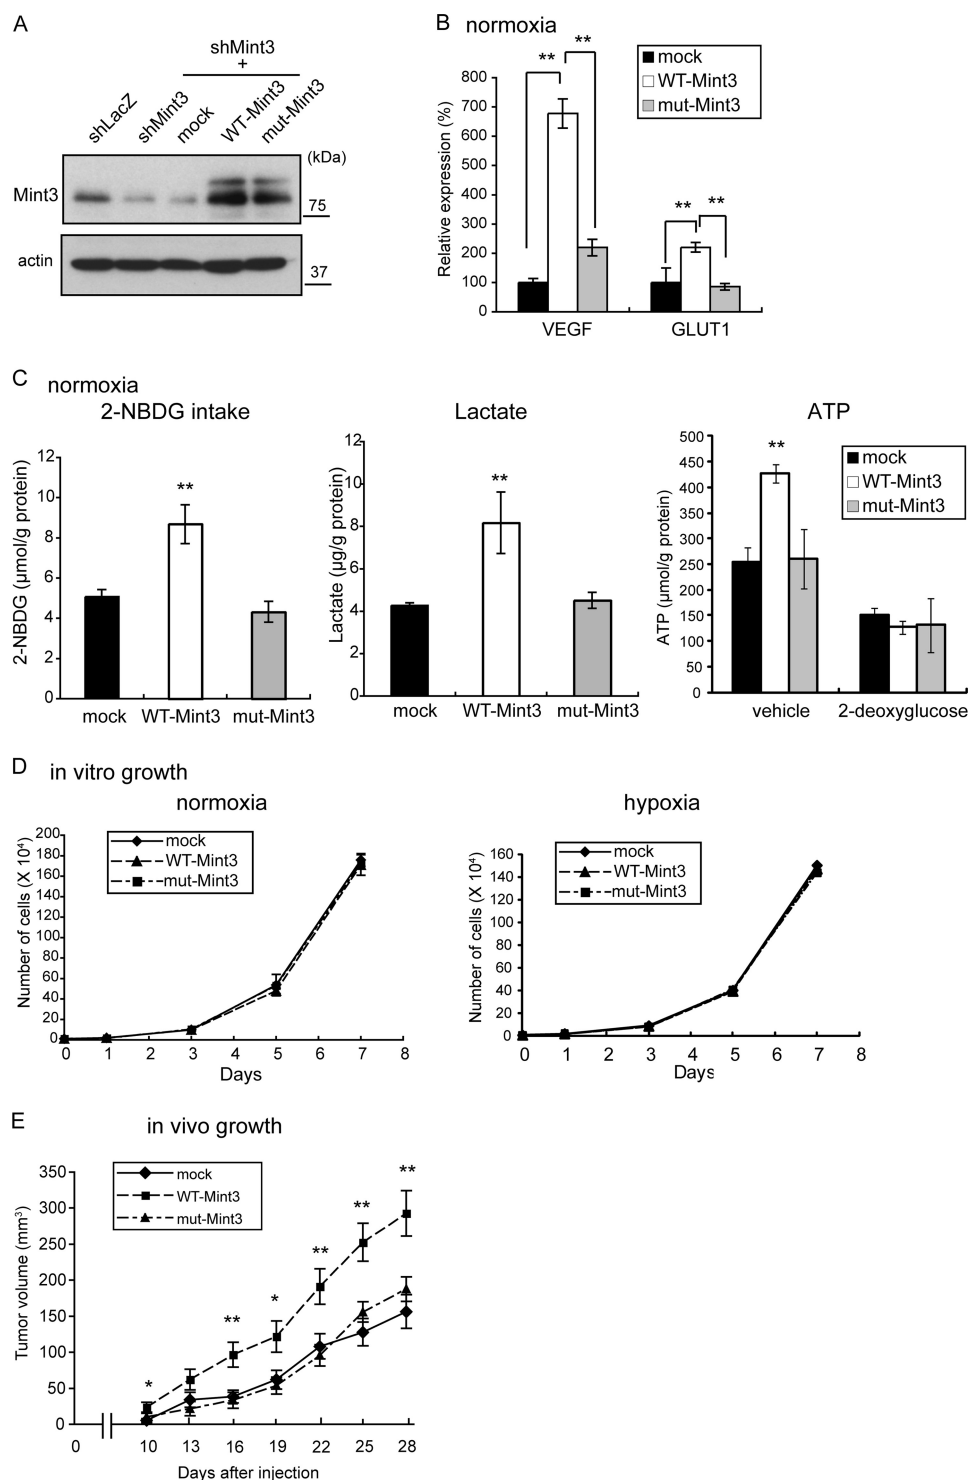 A
shMint3
+
shLacZ
shMint3
mock
WT-Mint3
mut-Mint3
(kDa)
Mint3
75
actin
37
B normoxia
mock
WT-Mint3
mut-Mint3
Relative expression (%)
800
700
600
500
400
300
200
100
0
** **
** **
VEGF GLUT1
C normoxia
2-NBDG intake
2-NBDG (µmol/g protein)
12
10
8
6
4
2
0
**
mock WT-Mint3 mut-Mint3
Lactate
Lactate (µg/g protein)
12
10
8
6
4
2
0
**
mock WT-Mint3 mut-Mint3
ATP
ATP (µmol/g protein)
500
450
400
350
300
250
200
150
100
50
0
**
mock
WT-Mint3
mut-Mint3
vehicle 2-deoxyglucose
D in vitro growth
normoxia
Number of cells (X 10⁴)
200
180
160
140
120
100
80
60
40
20
0
mock
WT-Mint3
mut-Mint3
0 1 2 3 4 5 6 7 8
Days
hypoxia
Number of cells (X 10⁴)
160
140
120
100
80
60
40
20
0
mock
WT-Mint3
mut-Mint3
0 1 2 3 4 5 6 7 8
Days
E in vivo growth
Tumor volume (mm³)
350
300
250
200
150
100
50
0
mock
WT-Mint3
mut-Mint3
* ** * ** ** **
0 10 13 16 19 22 25 28
Days after injection